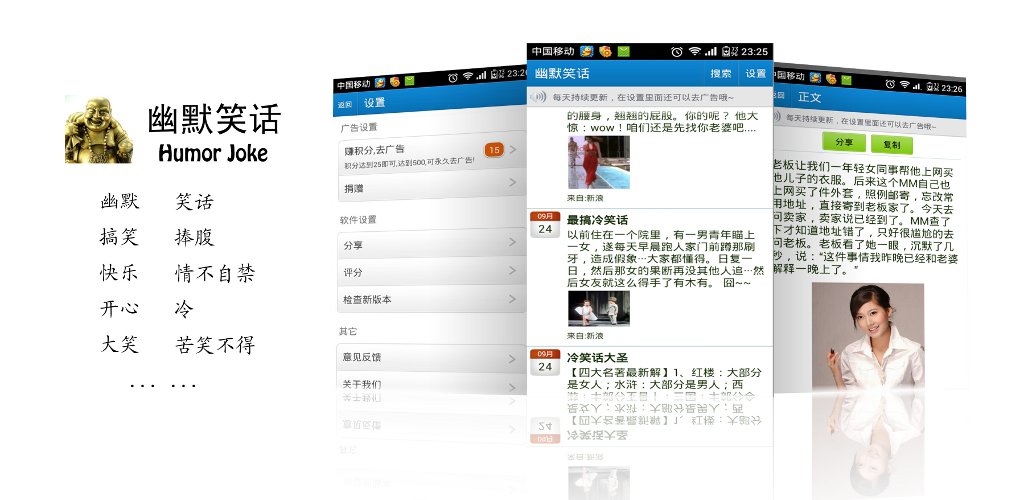 幽默笑话
Humor Joke
幽默 笑话
搞笑 捧腹
快乐 情不自禁
开心 冷
大笑 苦笑不得
... ...
中国移动 23:26
返回 设置
广告设置
赚积分,去广告 15
积分达到25即可,达到500,可永久去广告!
捐赠
软件设置
分享
评分
检查新版本
其它
意见反馈
关于我们
中国移动 23:25
幽默笑话 搜索 设置
每天持续更新，在设置里面还可以去广告哦~
的腰身，翘翘的屁股。你的呢？ 他大
惊：wow！咱们还是先找你老婆吧....
来自:新浪
09月
24
最搞冷笑话
以前住在一个院里，有一男青年瞄上
一女，遂每天早晨跑人家门前蹲那刷
牙，造成假象···大家都懂得。日复一
日，然后那女的果断再没其他人追···然
后女友就这么得手了有木有。 囧~~
来自:新浪
09月
24
冷笑话大圣
【四大名著最新解】1、红楼：大部分
是女人；水浒：大部分是男人；西
中国移动 23:26
返回 正文
每天持续更新，在设置里面还可以去广告哦~
分享 复制
老板让我们一年轻女同事帮他上网买
他儿子的衣服。后来这个MM自己也
上网买了件外套，照例邮寄，忘改常
用地址，直接寄到老板家了。今天去
问卖家，卖家说已经到了。MM查了
下才知道地址错了，只好很尴尬的去
问老板。老板看了她一眼，沉默了几
秒，说：“这件事情我昨晚已经和老婆
解释一晚上了。”